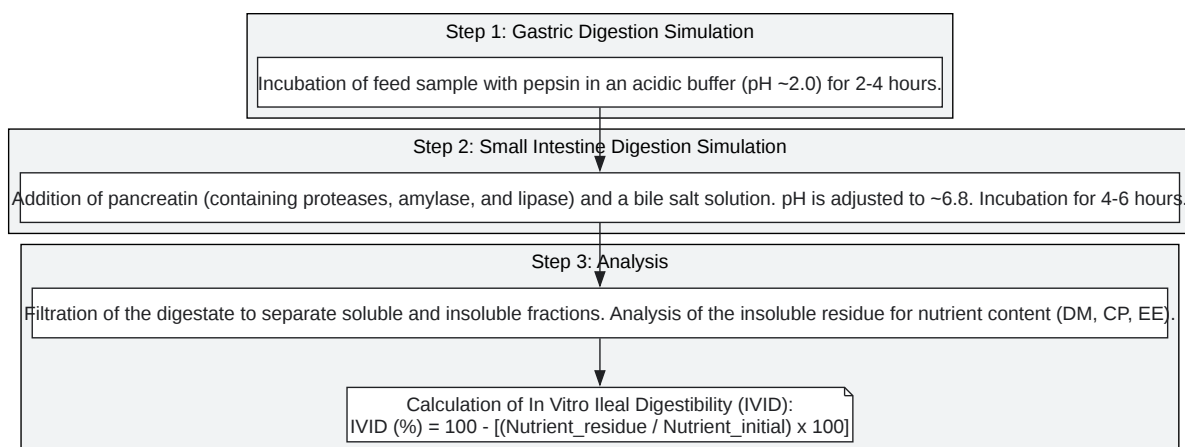 Step 1: Gastric Digestion Simulation
Incubation of feed sample with pepsin in an acidic buffer (pH ~2.0) for 2-4 hours.
Step 2: Small Intestine Digestion Simulation
Addition of pancreatin (containing proteases, amylase, and lipase) and a bile salt solution. pH is adjusted to ~6.8. Incubation for 4-6 hours.
Step 3: Analysis
Filtration of the digestate to separate soluble and insoluble fractions. Analysis of the insoluble residue for nutrient content (DM, CP, EE).
Calculation of In Vitro Ileal Digestibility (IVID):
IVID (%) = 100 - [(Nutrient_residue / Nutrient_initial) x 100]